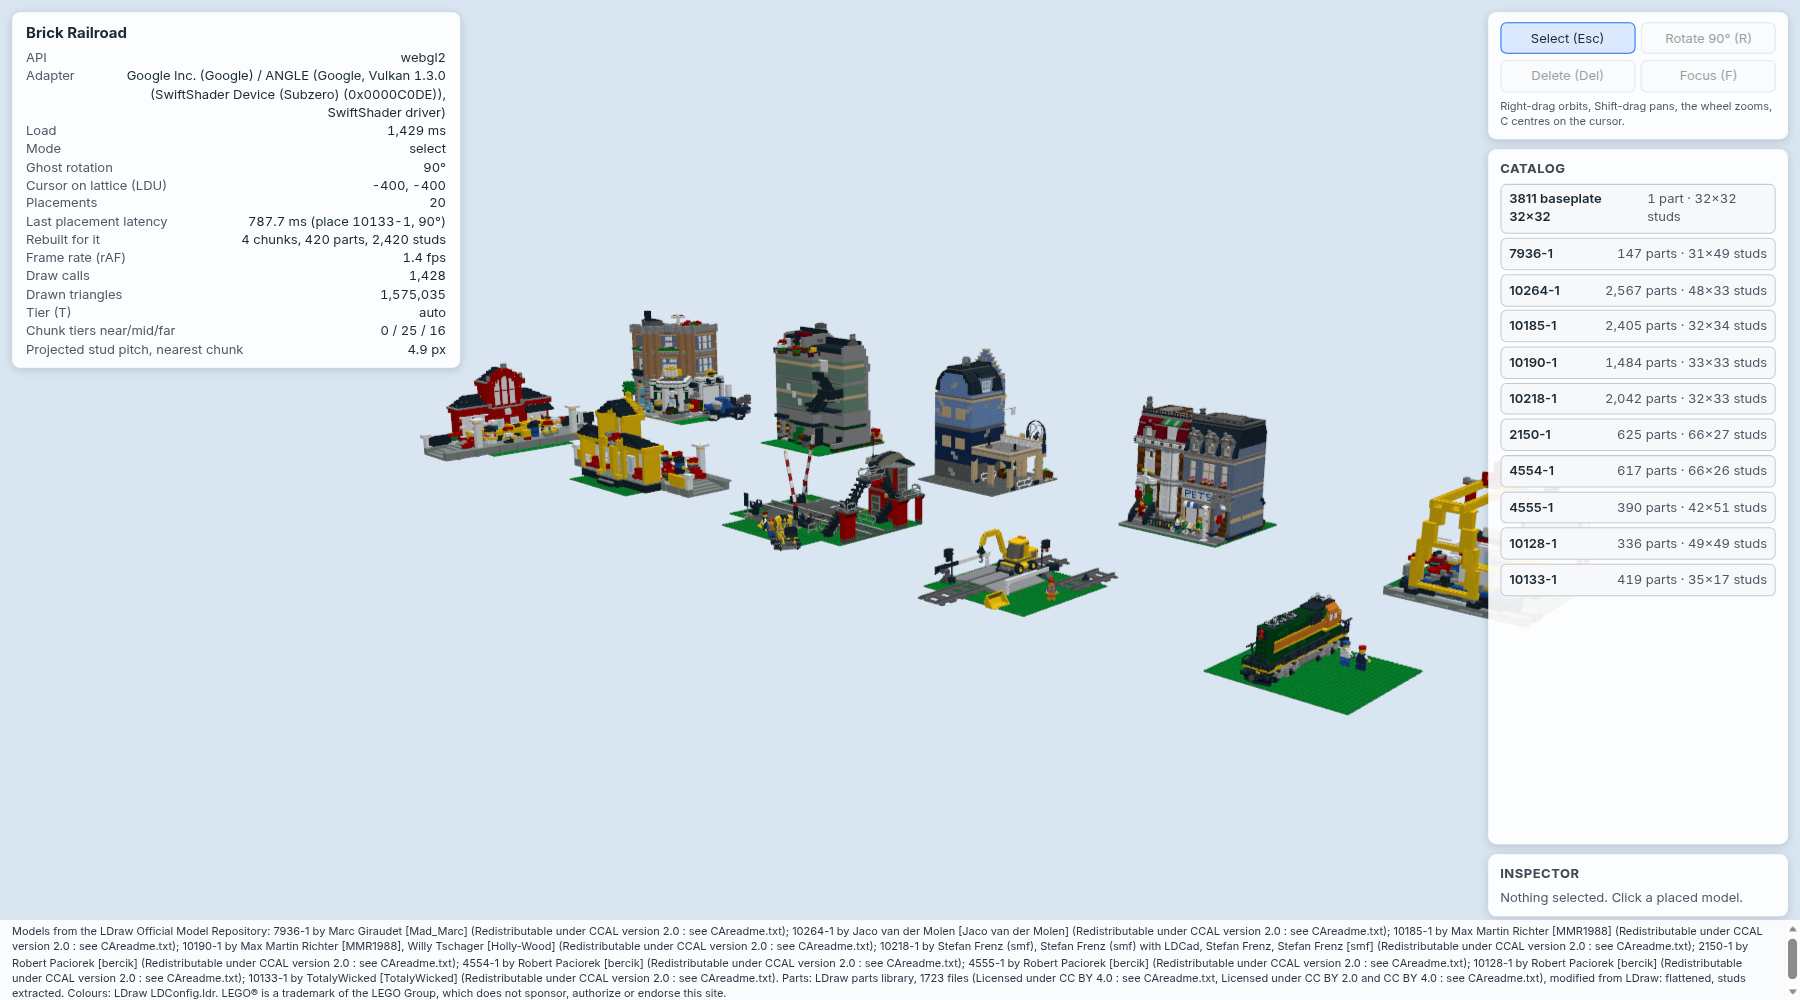 Brick Railroad
API webgl2
Adapter Google Inc. (Google) / ANGLE (Google, Vulkan 1.3.0
(SwiftShader Device (Subzero) (0x0000C0DE)),
SwiftShader driver)
Load 1,429 ms
Mode select
Ghost rotation 90°
Cursor on lattice (LDU) -400, -400
Placements 20
Last placement latency 787.7 ms (place 10133-1, 90°)
Rebuilt for it 4 chunks, 420 parts, 2,420 studs
Frame rate (rAF) 1.4 fps
Draw calls 1,428
Drawn triangles 1,575,035
Tier (T) auto
Chunk tiers near/mid/far 0 / 25 / 16
Projected stud pitch, nearest chunk 4.9 px
PETS
Select (Esc) Rotate 90° (R)
Delete (Del) Focus (F)
Right-drag orbits, Shift-drag pans, the wheel zooms,
C centres on the cursor.
CATALOG
3811 baseplate 1 part · 32×32
32×32 studs
7936-1 147 parts · 31×49 studs
10264-1 2,567 parts · 48×33 studs
10185-1 2,405 parts · 32×34 studs
10190-1 1,484 parts · 33×33 studs
10218-1 2,042 parts · 32×33 studs
2150-1 625 parts · 66×27 studs
4554-1 617 parts · 66×26 studs
4555-1 390 parts · 42×51 studs
10128-1 336 parts · 49×49 studs
10133-1 419 parts · 35×17 studs
INSPECTOR
Nothing selected. Click a placed model.
Models from the LDraw Official Model Repository: 7936-1 by Marc Giraudet [Mad_Marc] (Redistributable under CCAL version 2.0 : see CAreadme.txt); 10264-1 by Jaco van der Molen [Jaco van der Molen] (Redistributable under CCAL version 2.0 : see CAreadme.txt); 10185-1 by Max Martin Richter [MMR1988] (Redistributable under CCAL
version 2.0 : see CAreadme.txt); 10190-1 by Max Martin Richter [MMR1988], Willy Tschager [Holly-Wood] (Redistributable under CCAL version 2.0 : see CAreadme.txt); 10218-1 by Stefan Frenz (smf), Stefan Frenz (smf) with LDCad, Stefan Frenz, Stefan Frenz [smf] (Redistributable under CCAL version 2.0 : see CAreadme.txt); 2150-1 by
Robert Paciorek [bercik] (Redistributable under CCAL version 2.0 : see CAreadme.txt); 4554-1 by Robert Paciorek [bercik] (Redistributable under CCAL version 2.0 : see CAreadme.txt); 4555-1 by Robert Paciorek [bercik] (Redistributable under CCAL version 2.0 : see CAreadme.txt); 10128-1 by Robert Paciorek [bercik] (Redistributable
under CCAL version 2.0 : see CAreadme.txt); 10133-1 by TotalyWicked [TotalyWicked] (Redistributable under CCAL version 2.0 : see CAreadme.txt). Parts: LDraw parts library, 1723 files (Licensed under CC BY 4.0 : see CAreadme.txt, Licensed under CC BY 2.0 and CC BY 4.0 : see CAreadme.txt), modified from LDraw: flattened, studs
extracted. Colours: LDraw LDConfig.ldr. LEGO® is a trademark of the LEGO Group, which does not sponsor, authorize or endorse this site.